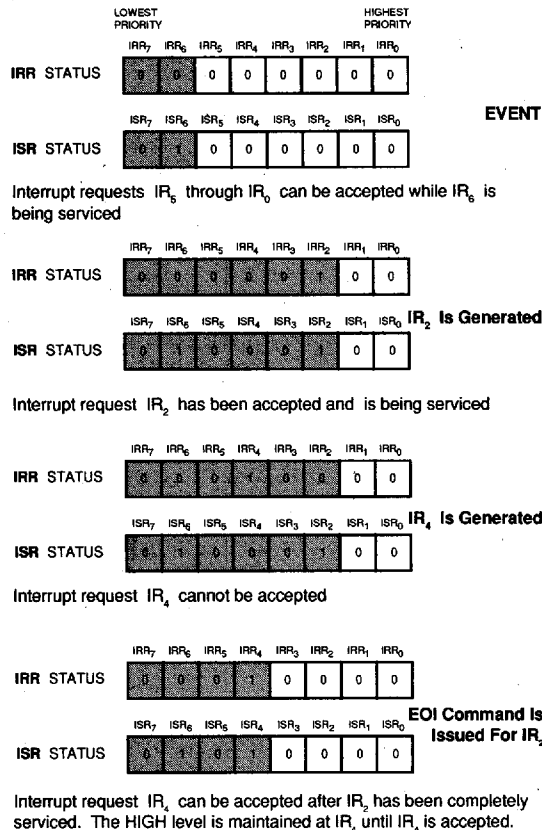 LOWEST PRIORITY HIGHEST PRIORITY
IRR7 IRR6 IRR5 IRR4 IRR3 IRR2 IRR1 IRR0
IRR STATUS 0 0 0 0 0 0 0 0
ISR7 ISR6 ISR5 ISR4 ISR3 ISR2 ISR1 ISR0
EVENT
ISR STATUS 0 1 0 0 0 0 0 0
Interrupt requests IR5 through IR0 can be accepted while IR6 is
being serviced
IRR7 IRR6 IRR5 IRR4 IRR3 IRR2 IRR1 IRR0
IRR STATUS 0 0 0 0 0 1 0 0
ISR7 ISR6 ISR5 ISR4 ISR3 ISR2 ISR1 ISR0
IR2 Is Generated
ISR STATUS 0 1 0 0 0 1 0 0
Interrupt request IR2 has been accepted and is being serviced
IRR7 IRR6 IRR5 IRR4 IRR3 IRR2 IRR1 IRR0
IRR STATUS 0 0 0 1 0 0 0 0
ISR7 ISR6 ISR5 ISR4 ISR3 ISR2 ISR1 ISR0
IR4 Is Generated
ISR STATUS 0 1 0 0 0 1 0 0
Interrupt request IR4 cannot be accepted
IRR7 IRR6 IRR5 IRR4 IRR3 IRR2 IRR1 IRR0
IRR STATUS 0 0 0 1 0 0 0 0
ISR7 ISR6 ISR5 ISR4 ISR3 ISR2 ISR1 ISR0
EOI Command Is
Issued For IR2
ISR STATUS 0 1 0 1 0 0 0 0
Interrupt request IR4 can be accepted after IR2 has been completely
serviced. The HIGH level is maintained at IR4 until IR4 is accepted.